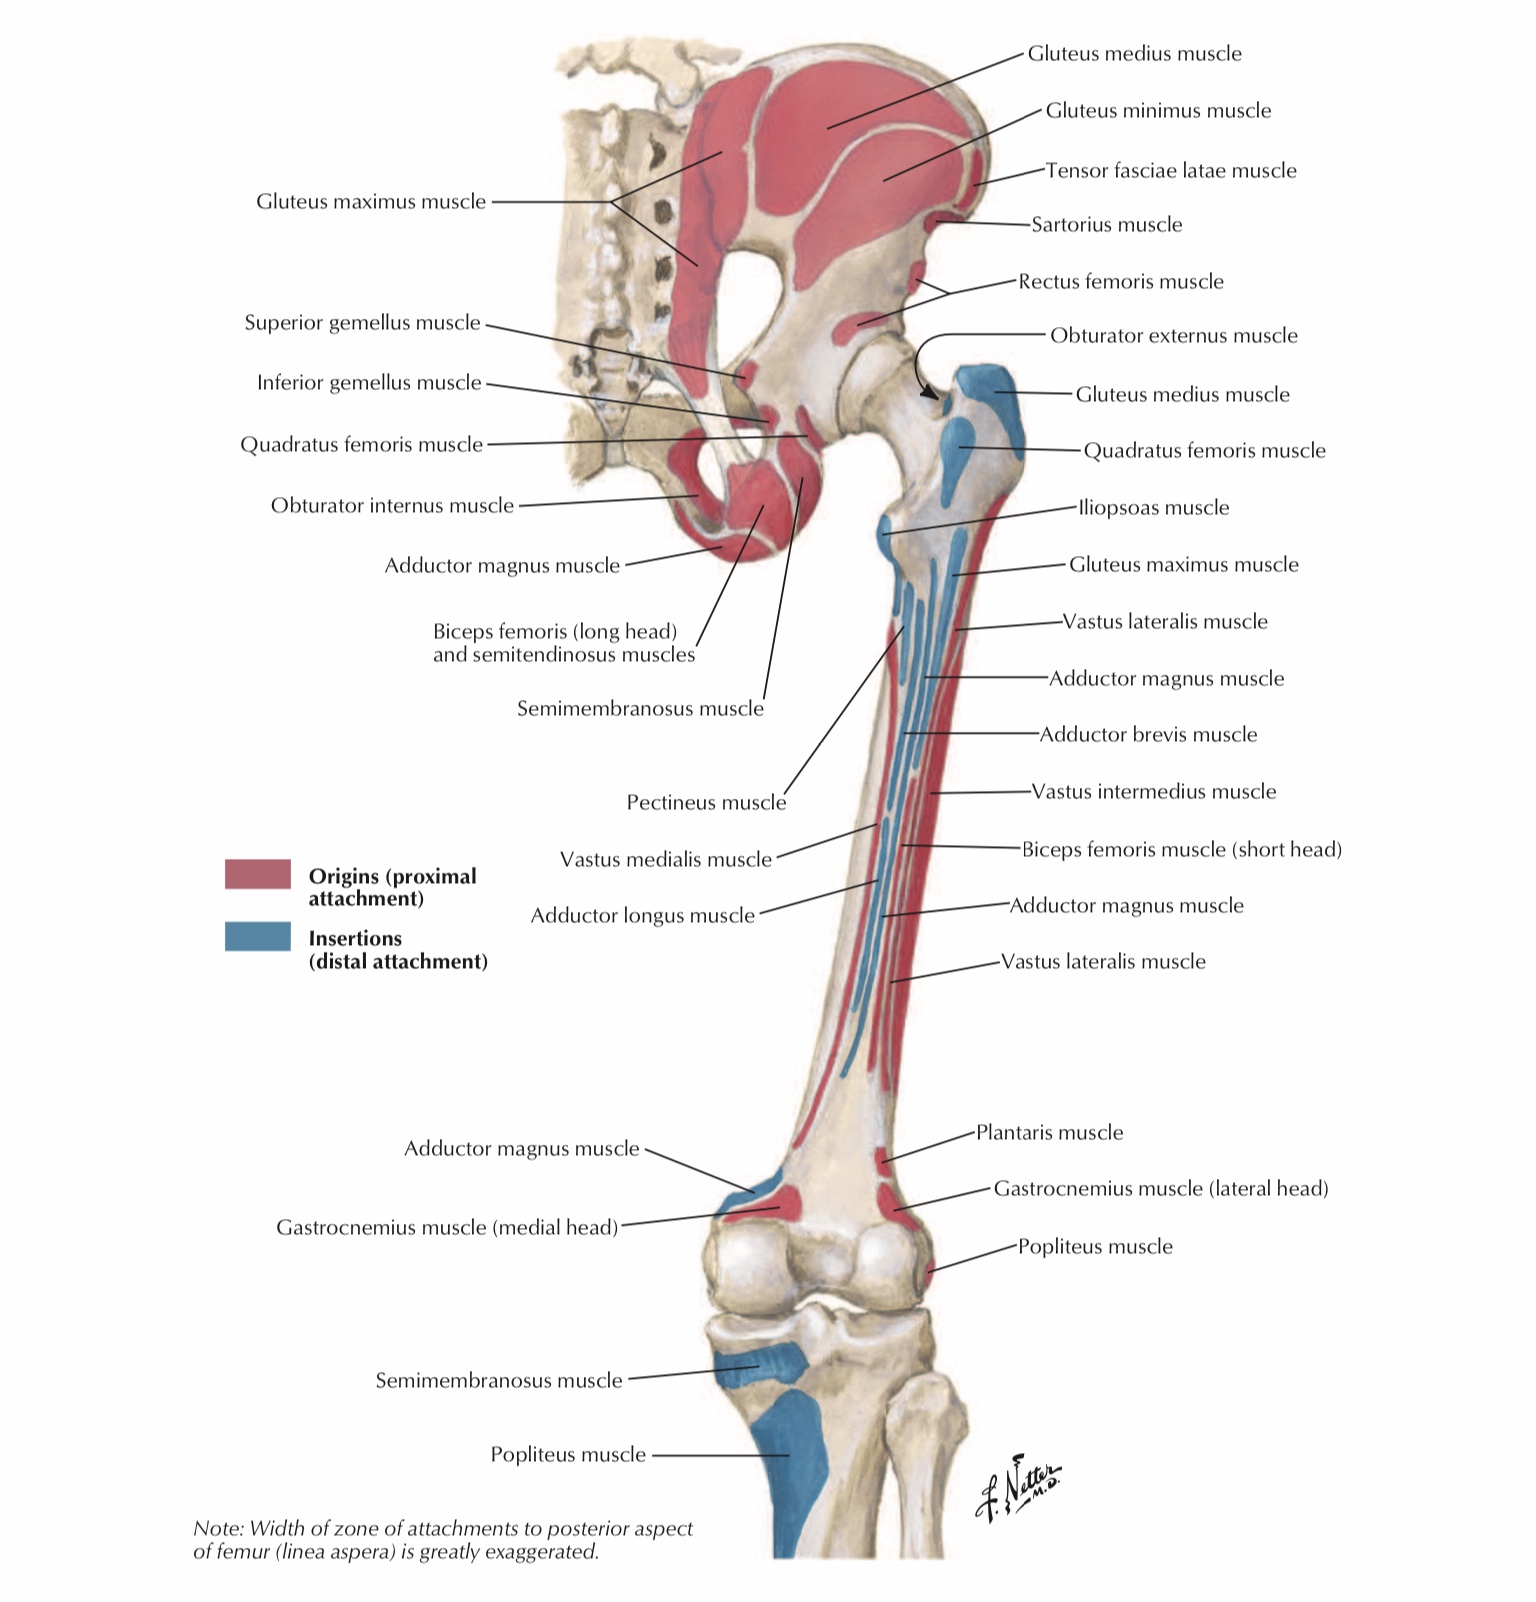 Gluteus medius muscle
Gluteus minimus muscle
Tensor fasciae latae muscle
Gluteus maximus muscle
Sartorius muscle
Rectus femoris muscle
Superior gemellus muscle
Obturator externus muscle
Inferior gemellus muscle
Gluteus medius muscle
Quadratus femoris muscle
Quadratus femoris muscle
Obturator internus muscle
Iliopsoas muscle
Adductor magnus muscle
Gluteus maximus muscle
Biceps femoris (long head)
and semitendinosus muscles
Vastus lateralis muscle
Adductor magnus muscle
Semimembranosus muscle
Adductor brevis muscle
Pectineus muscle
Vastus intermedius muscle
Vastus medialis muscle
Biceps femoris muscle (short head)
Origins (proximal
attachment)
Adductor longus muscle
Adductor magnus muscle
Insertions
(distal attachment)
Vastus lateralis muscle
Plantaris muscle
Adductor magnus muscle
Gastrocnemius muscle (lateral head)
Gastrocnemius muscle (medial head)
Popliteus muscle
Semimembranosus muscle
Popliteus muscle
F. Netter
M.D.
Note: Width of zone of attachments to posterior aspect
of femur (linea aspera) is greatly exaggerated.